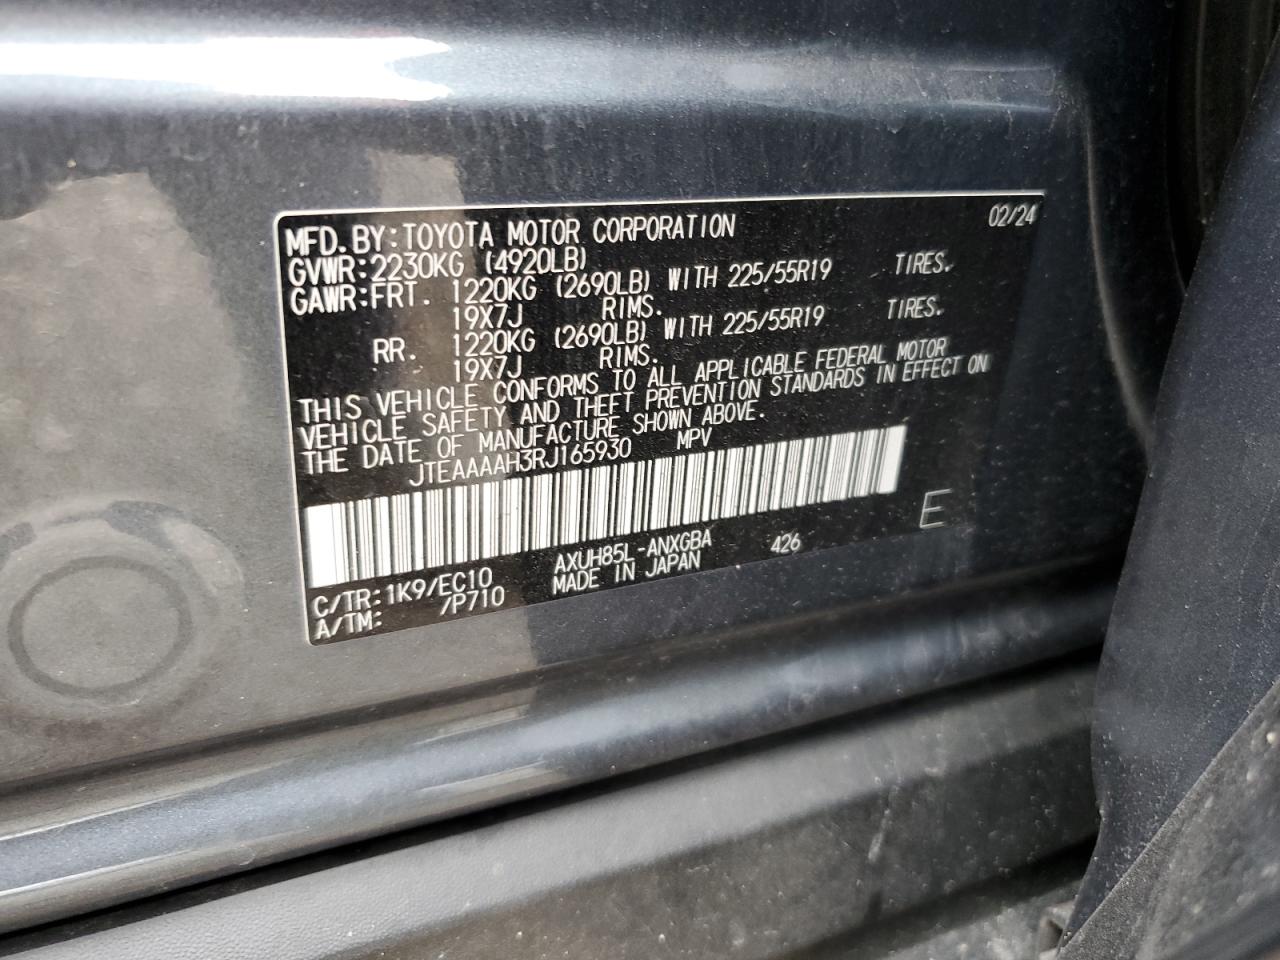 02/24
MFD. BY: TOYOTA MOTOR CORPORATION
GVWR: 2230KG (4920LB)
GAWR: FRT. 1220KG (2690LB) WITH 225/55R19 TIRES.
19X7J RIMS.
RR. 1220KG (2690LB) WITH 225/55R19 TIRES.
19X7J RIMS.
THIS VEHICLE CONFORMS TO ALL APPLICABLE FEDERAL MOTOR
VEHICLE SAFETY AND THEFT PREVENTION STANDARDS IN EFFECT ON
THE DATE OF MANUFACTURE SHOWN ABOVE.
JTEAAAAH3RJ165930 MPV
E
C/TR: 1K9/EC10 AXUH85L-ANXGBA 426
A/TM: /P710 MADE IN JAPAN